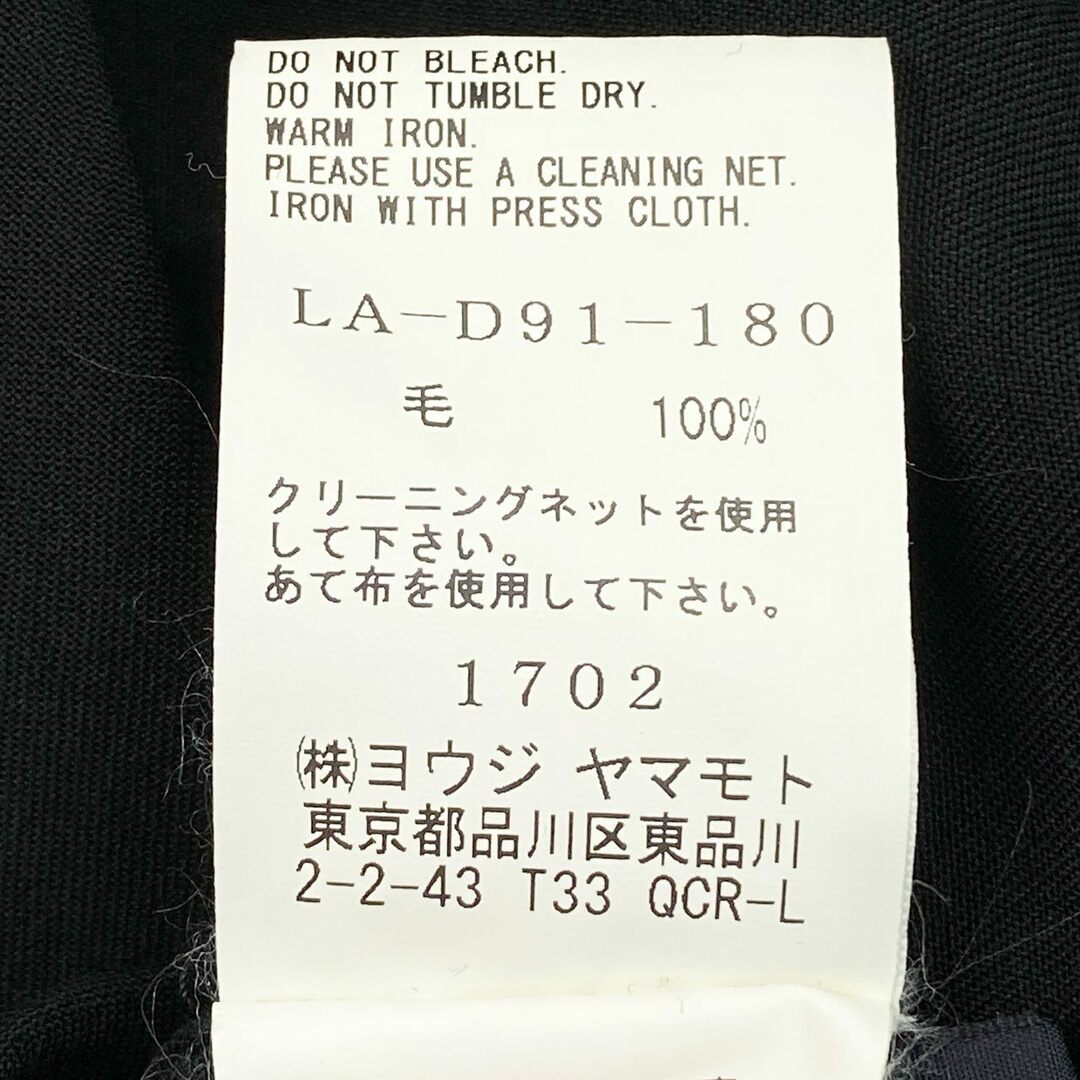 DO NOT BLEACH.
DO NOT TUMBLE DRY.
WARM IRON.
PLEASE USE A CLEANING NET.
IRON WITH PRESS CLOTH.
LA-D91-180
毛 100%
クリーニングネットを使用
して下さい。
あて布を使用して下さい。
1702
㈱ヨウジ ヤマモト
東京都品川区東品川
2-2-43 T33 QCR-L